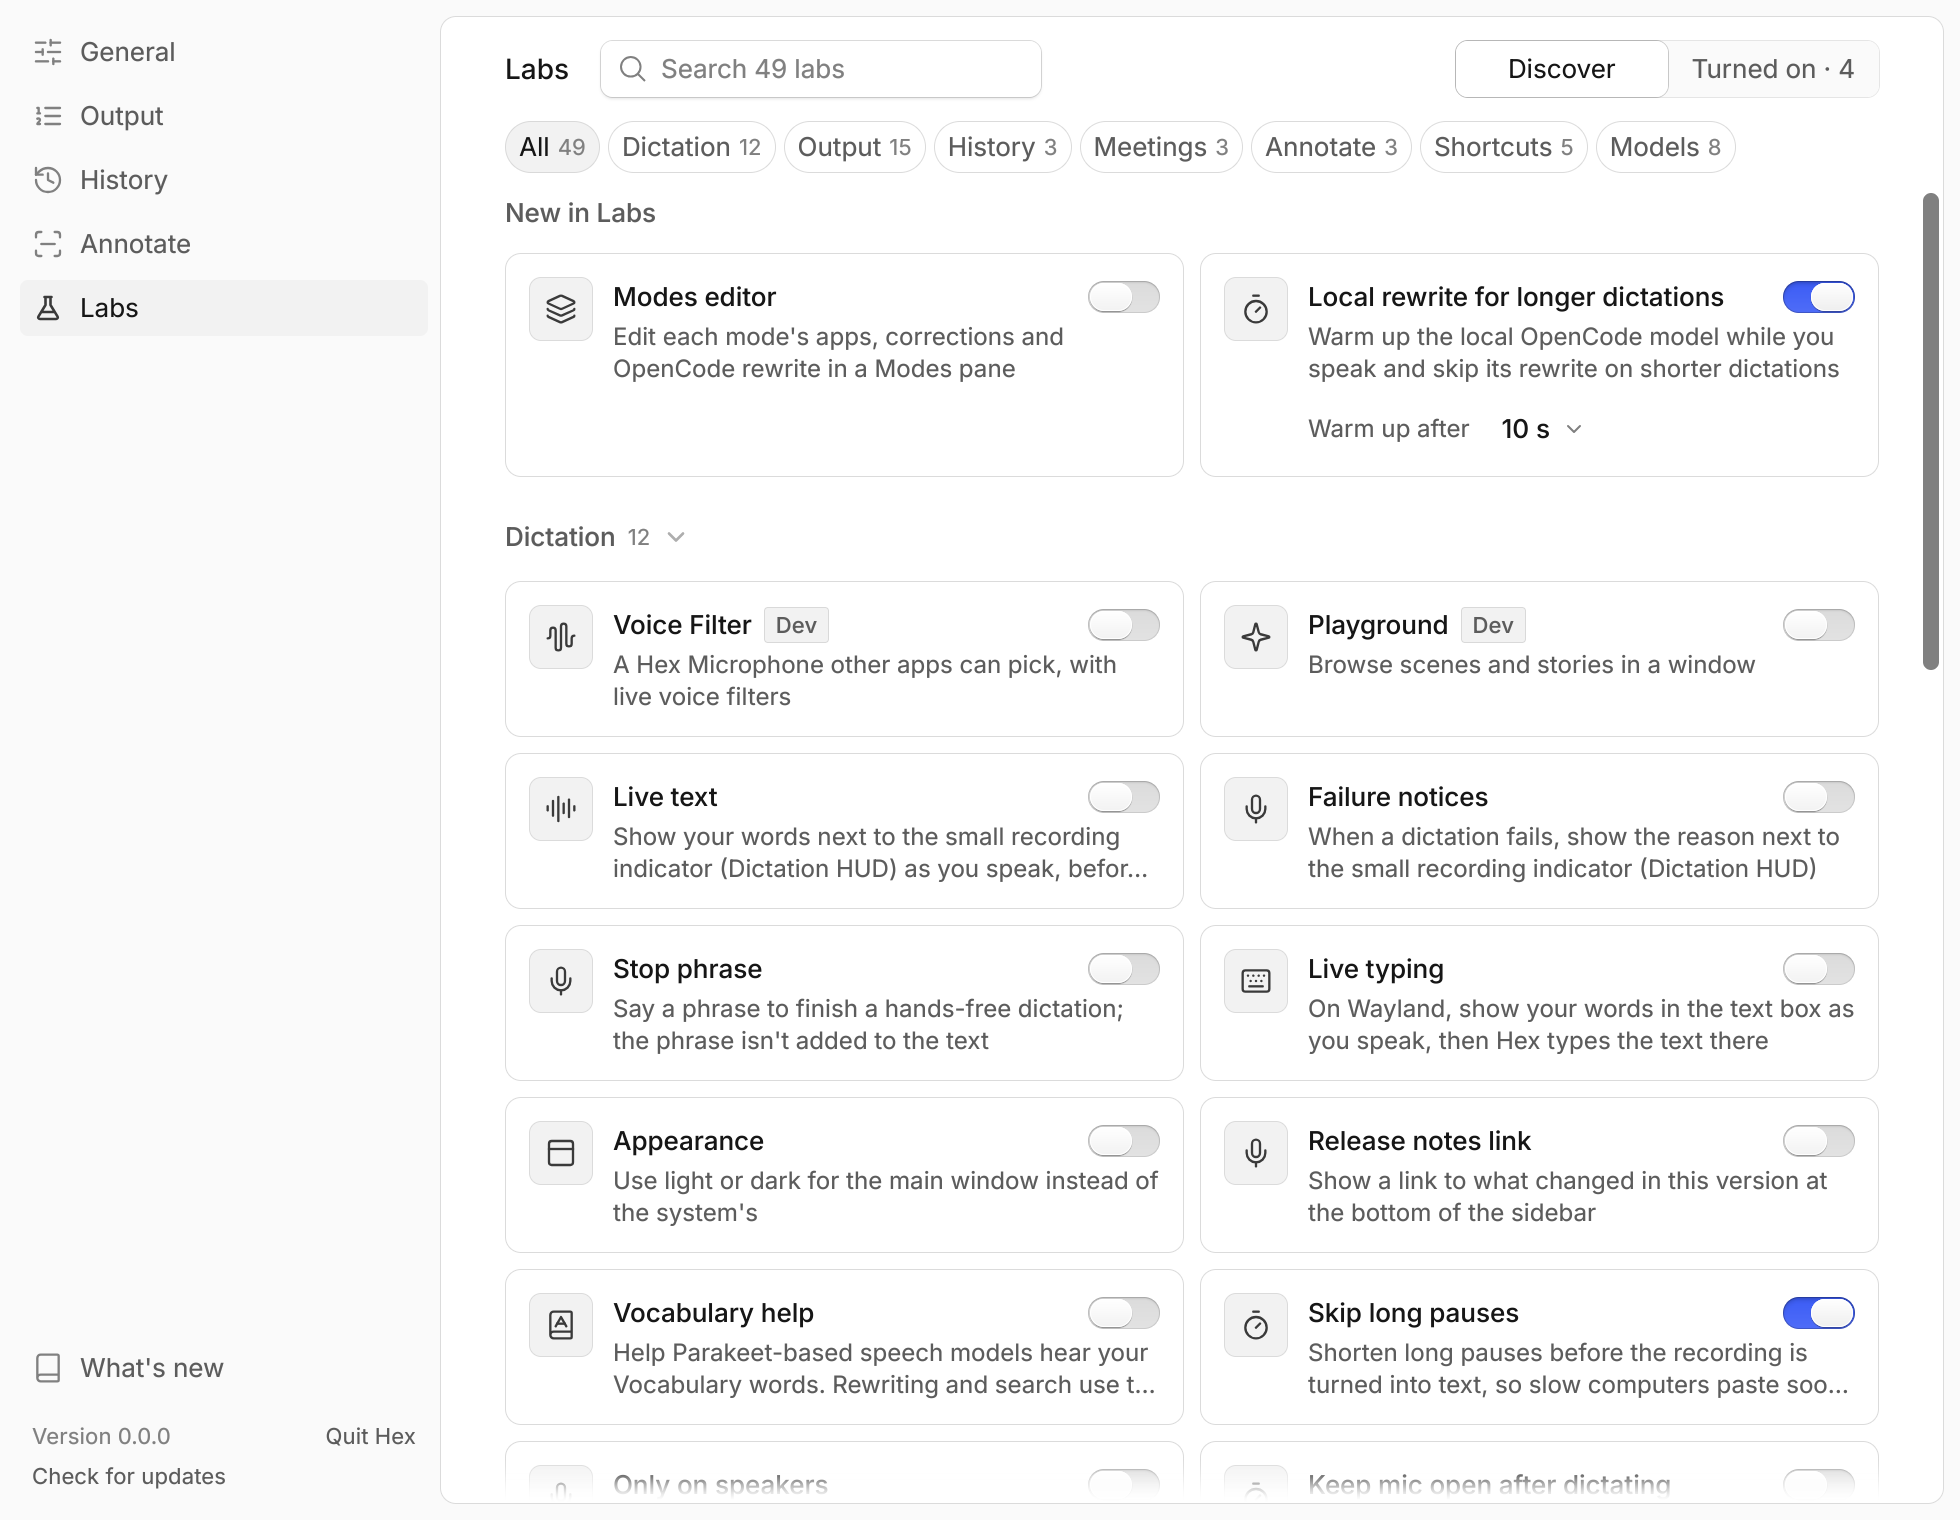 General
Output
History
Annotate
Labs
What's new
Version 0.0.0
Quit Hex
Check for updates
Labs
Search 49 labs
Discover
Turned on · 4
All 49
Dictation 12
Output 15
History 3
Meetings 3
Annotate 3
Shortcuts 5
Models 8
New in Labs
Modes editor
Edit each mode's apps, corrections and
OpenCode rewrite in a Modes pane
Local rewrite for longer dictations
Warm up the local OpenCode model while you
speak and skip its rewrite on shorter dictations
Warm up after 10 s
Dictation 12
Voice Filter Dev
A Hex Microphone other apps can pick, with
live voice filters
Playground Dev
Browse scenes and stories in a window
Live text
Show your words next to the small recording
indicator (Dictation HUD) as you speak, befor...
Failure notices
When a dictation fails, show the reason next to
the small recording indicator (Dictation HUD)
Stop phrase
Say a phrase to finish a hands-free dictation;
the phrase isn't added to the text
Live typing
On Wayland, show your words in the text box as
you speak, then Hex types the text there
Appearance
Use light or dark for the main window instead of
the system's
Release notes link
Show a link to what changed in this version at
the bottom of the sidebar
Vocabulary help
Help Parakeet-based speech models hear your
Vocabulary words. Rewriting and search use t...
Skip long pauses
Shorten long pauses before the recording is
turned into text, so slow computers paste soo...
Only on speakers
Keep mic open after dictating